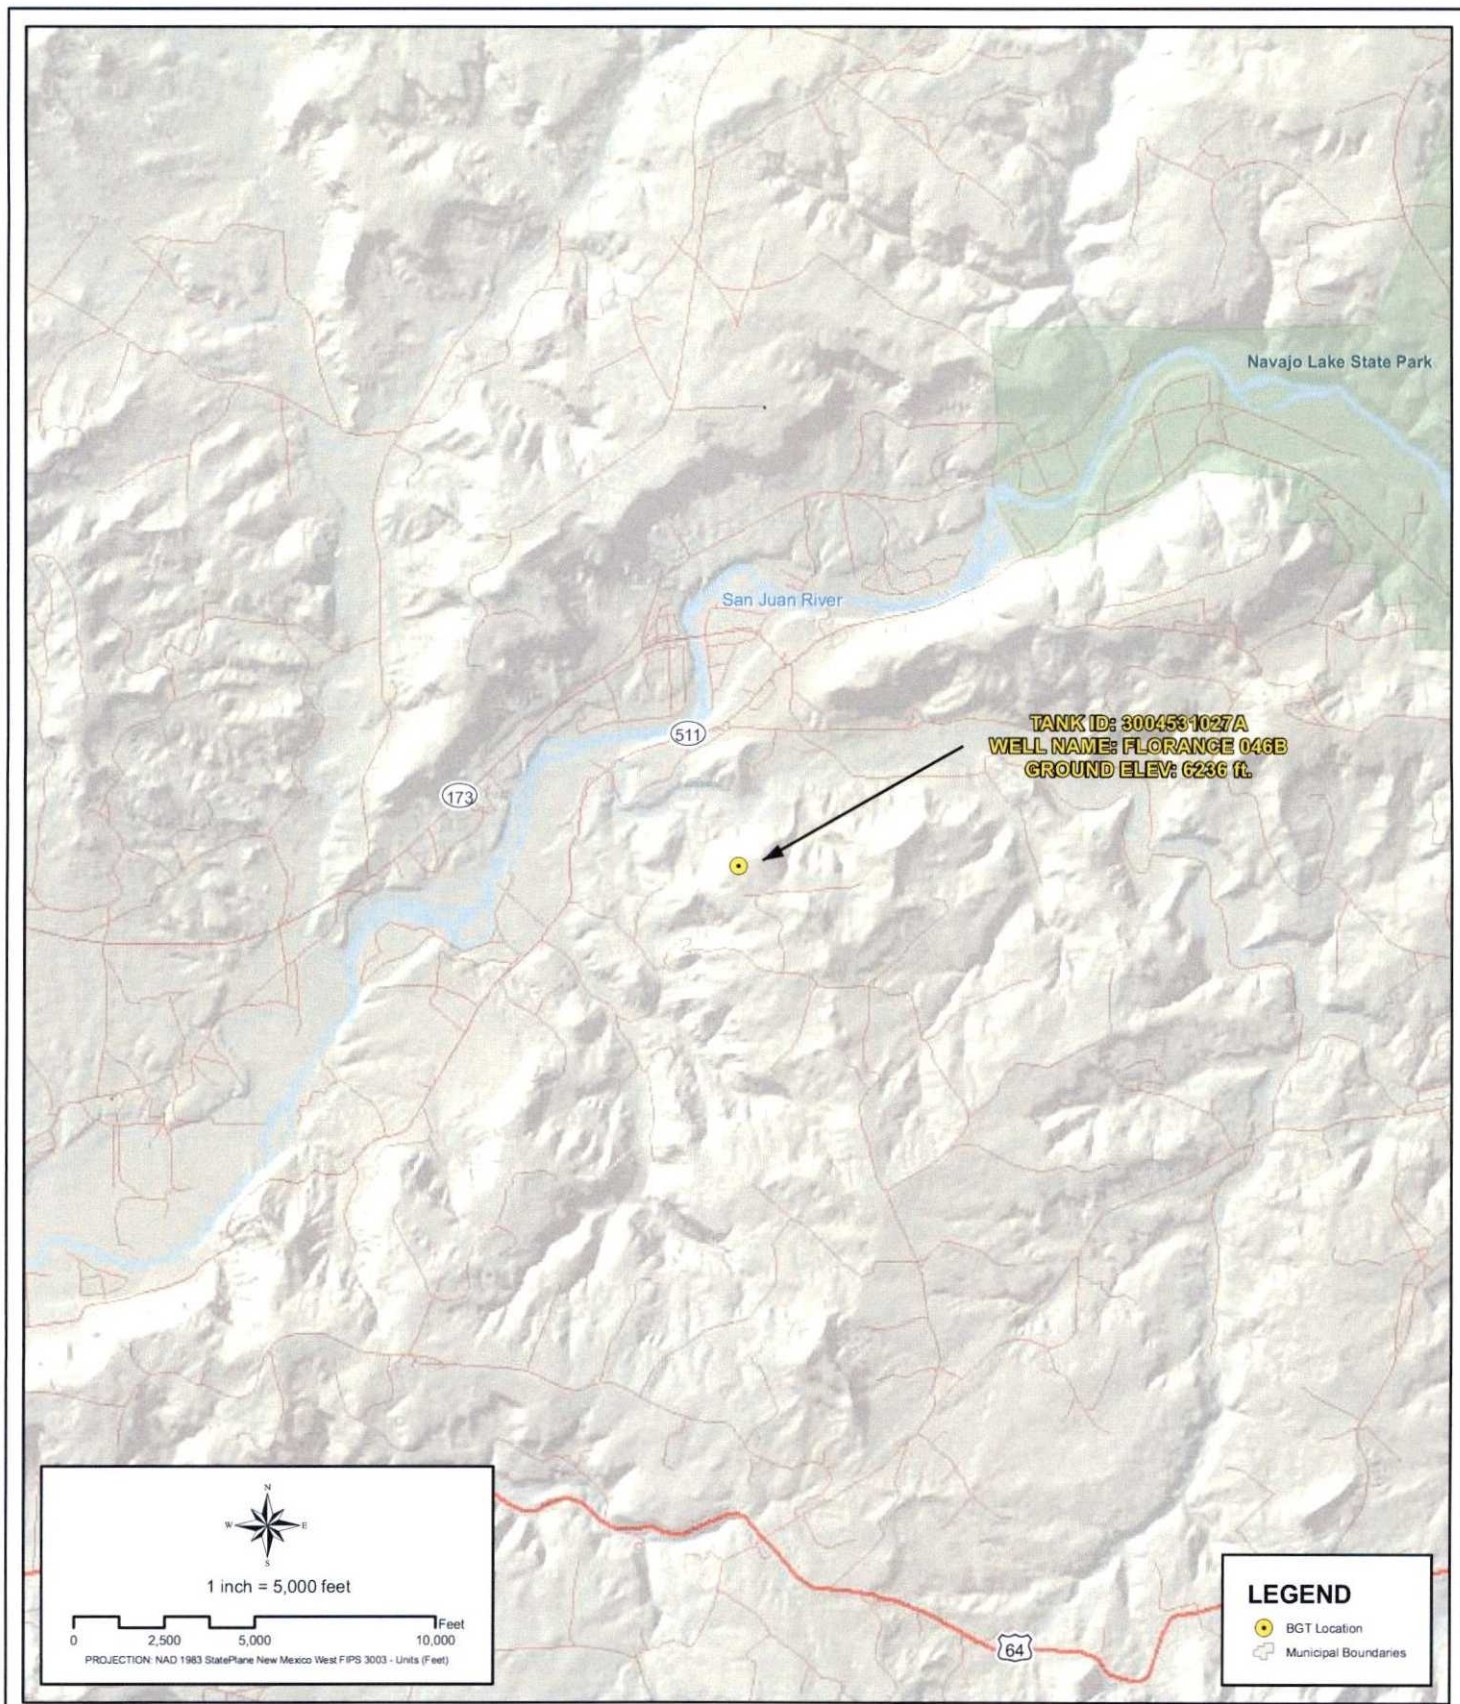 Navajo Lake State Park
San Juan River
TANK ID: 3004531027A
WELL NAME: FLORANCE 046B
GROUND ELEV: 6236 ft.
511
173
N
W E
S
1 inch = 5,000 feet
Feet
0 2,500 5,000 10,000
PROJECTION: NAD 1983 StatePlane New Mexico West FIPS 3003 - Units (Feet)
64
LEGEND
BGT Location
Municipal Boundaries